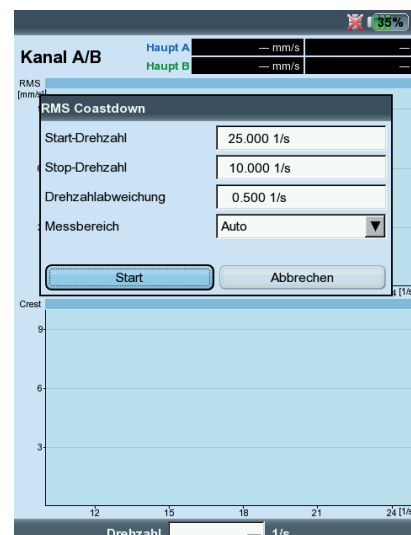 35%
Kanal A/B
Haupt A — mm/s —
Haupt B — mm/s —
RMS
[mm/s]
RMS Coastdown
Start-Drehzahl 25.000 1/s
Stop-Drehzahl 10.000 1/s
Drehzahlabweichung 0.500 1/s
Messbereich Auto
Start Abbrechen
24 [1/s
Crest
9
6
3
12 15 18 21 24 [1/s
Drehzahl — 1/s